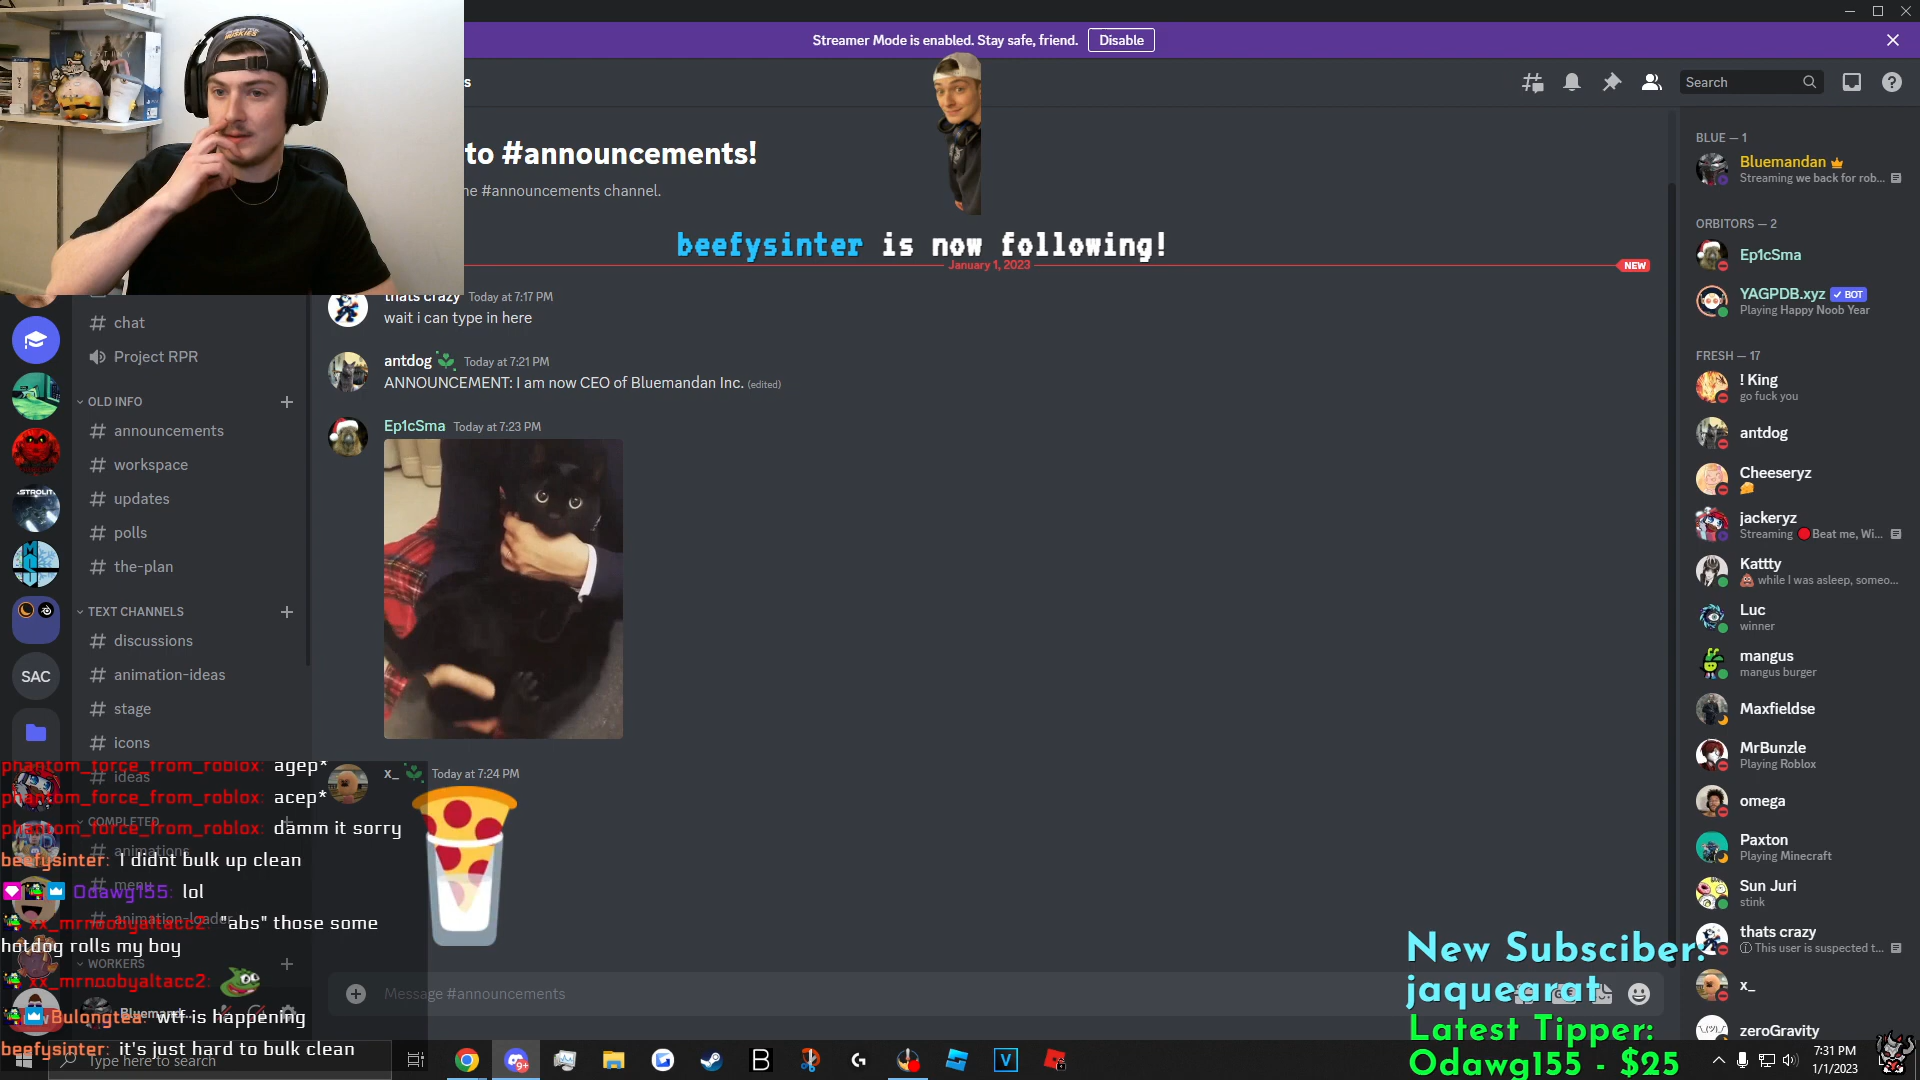 Streamer Mode is enabled. Stay safe, friend. Disable
s
Search
to #announcements!
ne #announcements channel.
beefysinter is now following!
January 1, 2023
NEW
thats crazy Today at 7:17 PM
wait i can type in here
antdog Today at 7:21 PM
ANNOUNCEMENT: I am now CEO of Bluemandan Inc. (edited)
Ep1cSma Today at 7:23 PM
x_ Today at 7:24 PM
Message #announcements
chat
Project RPR
OLD INFO
announcements
workspace
updates
polls
the-plan
TEXT CHANNELS
discussions
animation-ideas
stage
icons
ideas
COMPLETED
animations
menu
animation-loader
WORKERS
Bluemand...
SAC
phantom_force_from_roblox: agep*
phantom_force_from_roblox: acep*
phantom_force_from_roblox: damm it sorry
beefysinter: I didnt bulk up clean
Odawg155: lol
xx_mrnoobyaltacc2: "abs" those some
hotdog rolls my boy
xx_mrnoobyaltacc2:
Bulongtea: wtf is happening
beefysinter: it's just hard to bulk clean
BLUE — 1
Bluemandan
Streaming we back for rob...
ORBITORS — 2
Ep1cSma
YAGPDB.xyz BOT
Playing Happy Noob Year
FRESH — 17
! King
go fuck you
antdog
Cheeseryz
jackeryz
Streaming Beat me, Wi...
Kattty
while I was asleep, someo...
Luc
winner
mangus
mangus burger
Maxfieldse
MrBunzle
Playing Roblox
omega
Paxton
Playing Minecraft
Sun Juri
stink
thats crazy
This user is suspected t...
x_
zeroGravity
New Subsciber:
jaquearat
Latest Tipper:
Odawg155 - $25
Type here to search
7:31 PM
1/1/2023